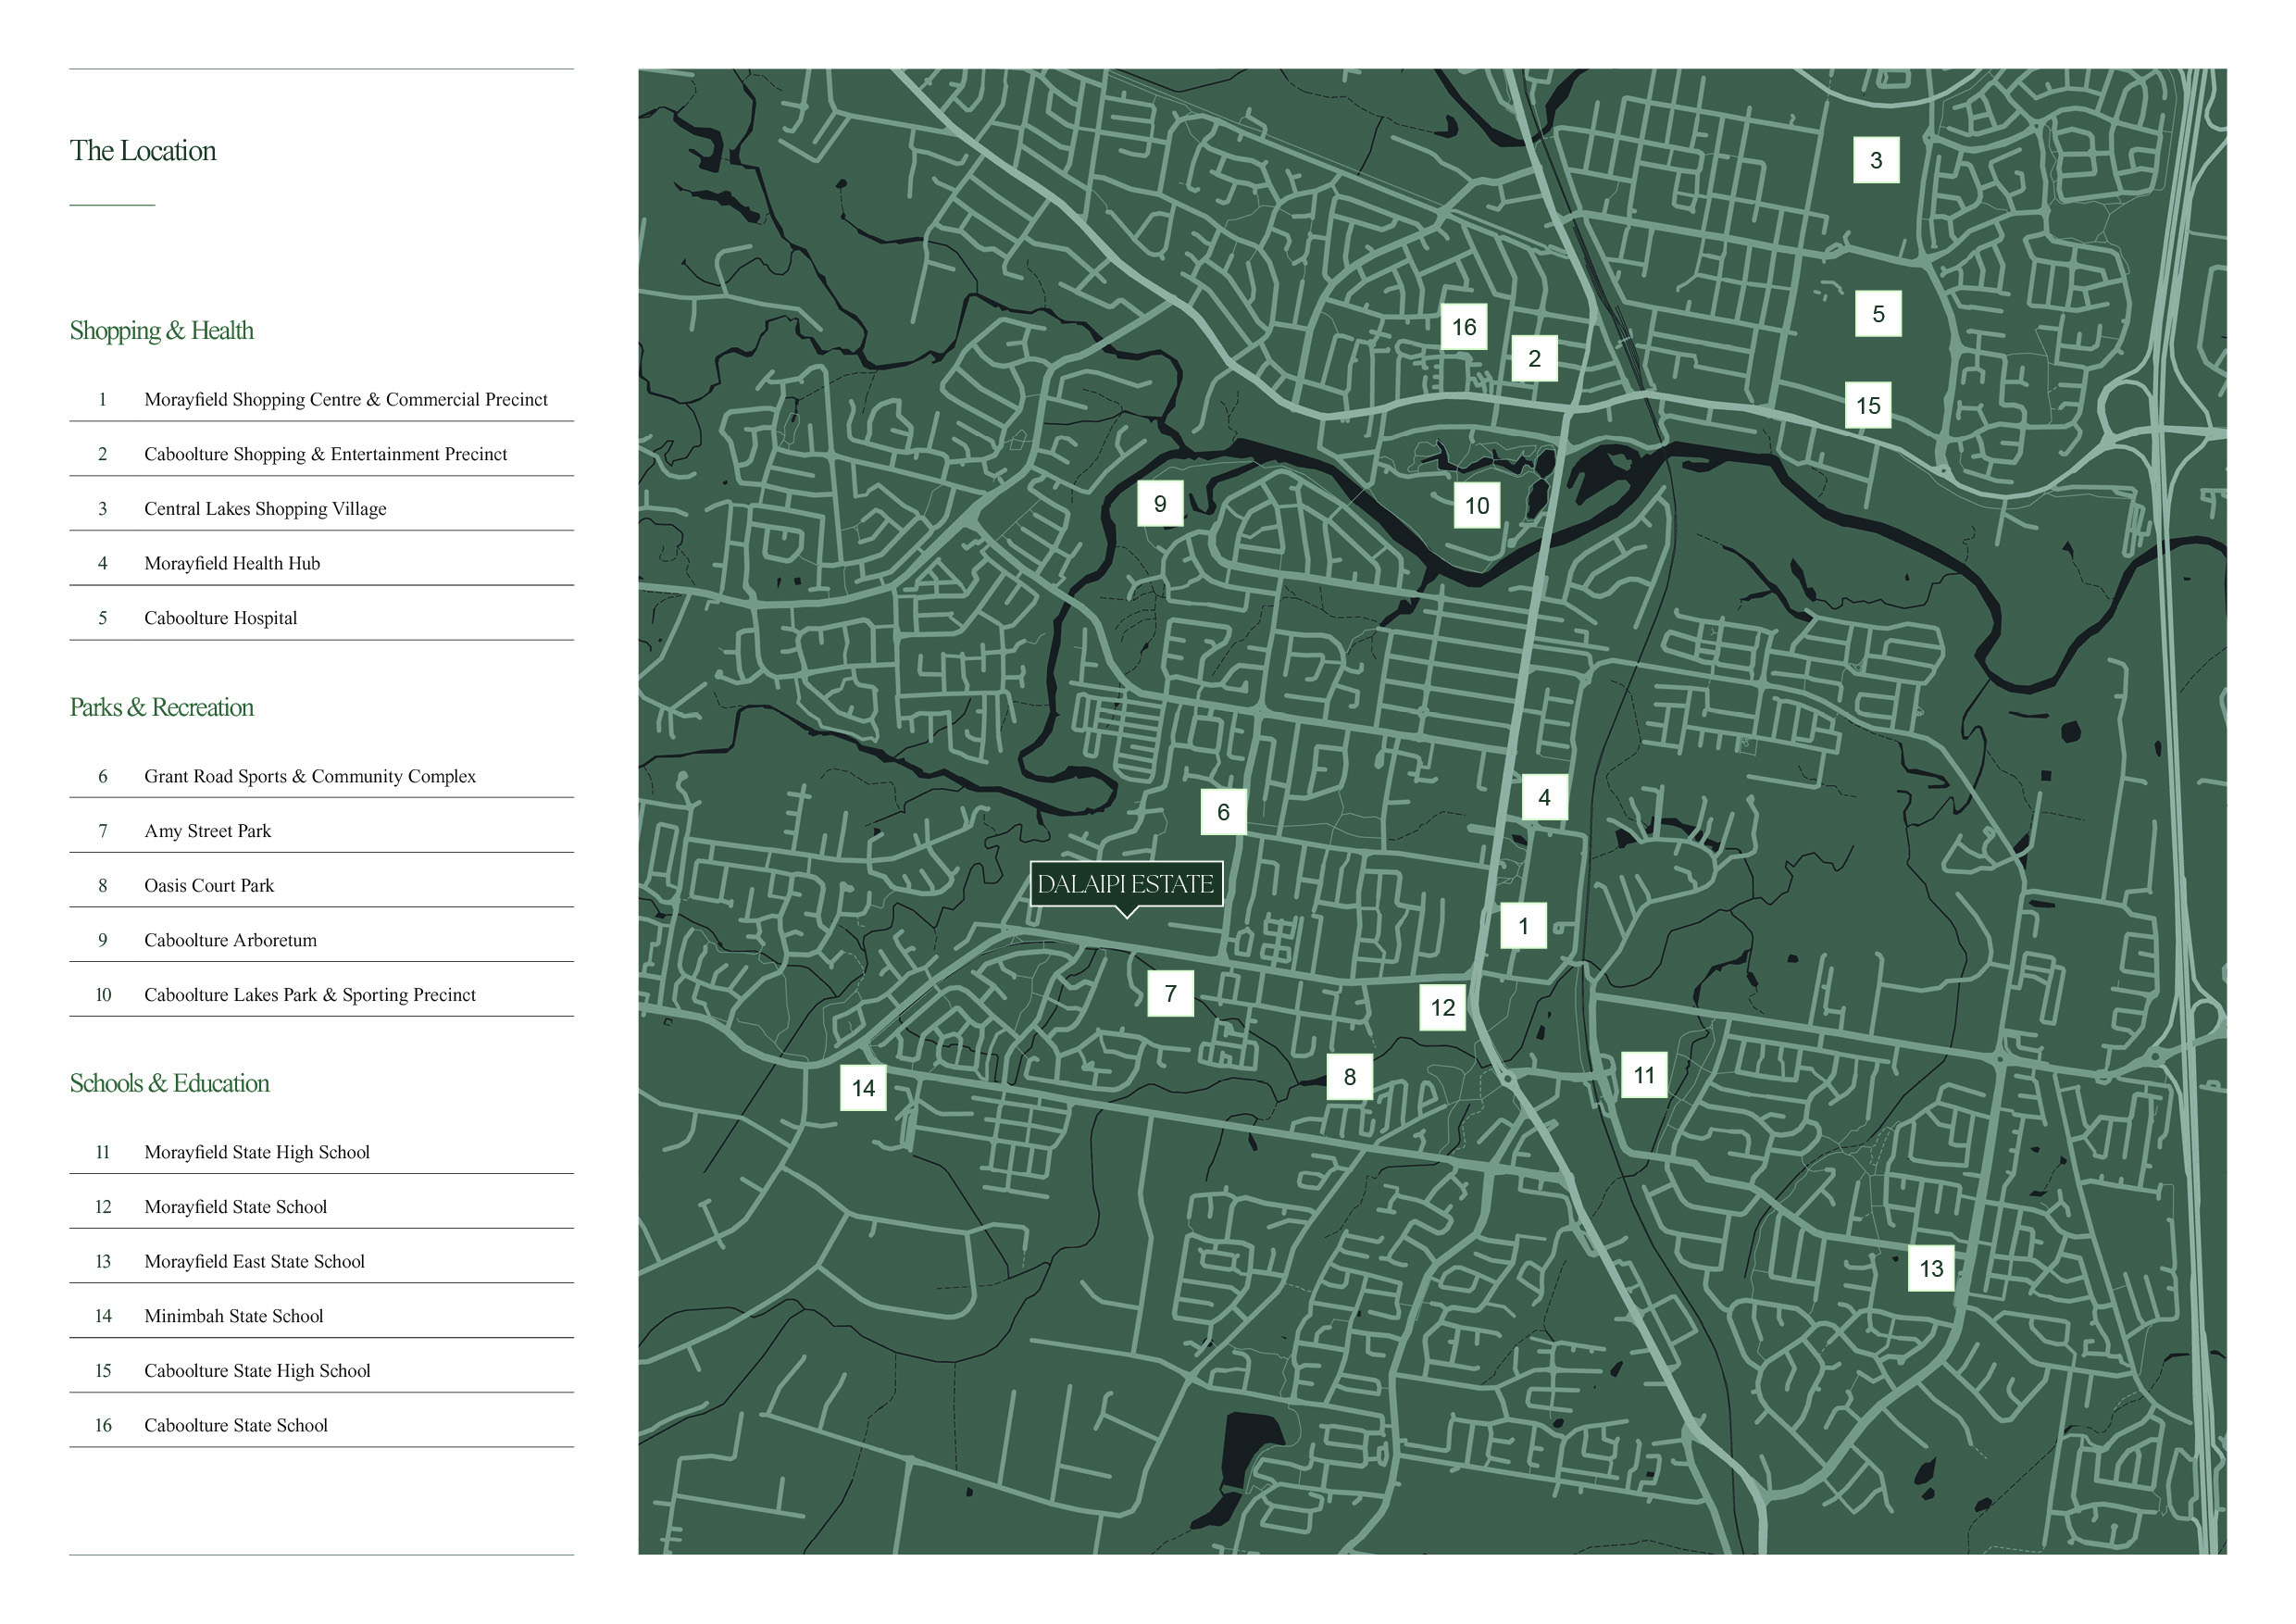 The Location
Shopping & Health
1 Morayfield Shopping Centre & Commercial Precinct
2 Caboolture Shopping & Entertainment Precinct
3 Central Lakes Shopping Village
4 Morayfield Health Hub
5 Caboolture Hospital
Parks & Recreation
6 Grant Road Sports & Community Complex
7 Amy Street Park
8 Oasis Court Park
9 Caboolture Arboretum
10 Caboolture Lakes Park & Sporting Precinct
Schools & Education
11 Morayfield State High School
12 Morayfield State School
13 Morayfield East State School
14 Minimbah State School
15 Caboolture State High School
16 Caboolture State School
3
5
16
2
15
9
10
4
6
DALAIPI ESTATE
1
7
12
8
11
14
13